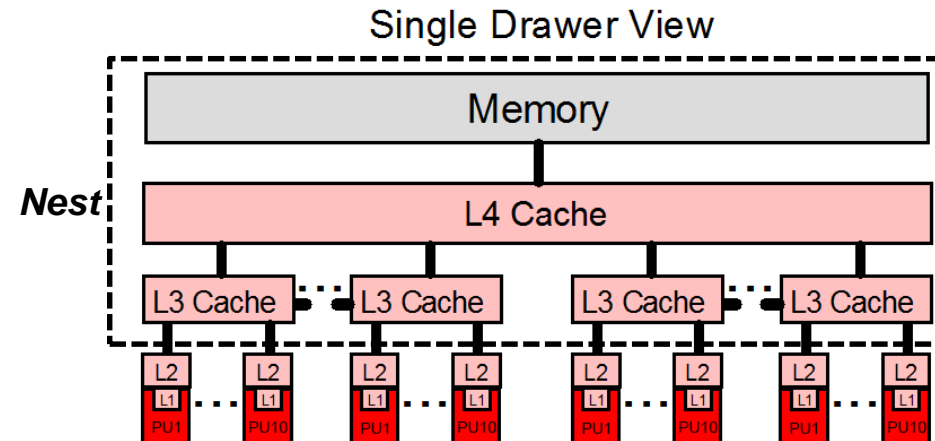 Single Drawer View
Memory
Nest
L4 Cache
L3 Cache L3 Cache L3 Cache L3 Cache
L2 L2 L2 L2 L2 L2 L2 L2
L1 L1 L1 L1 L1 L1 L1 L1
PU1 PU10 PU1 PU10 PU1 PU10 PU1 PU10